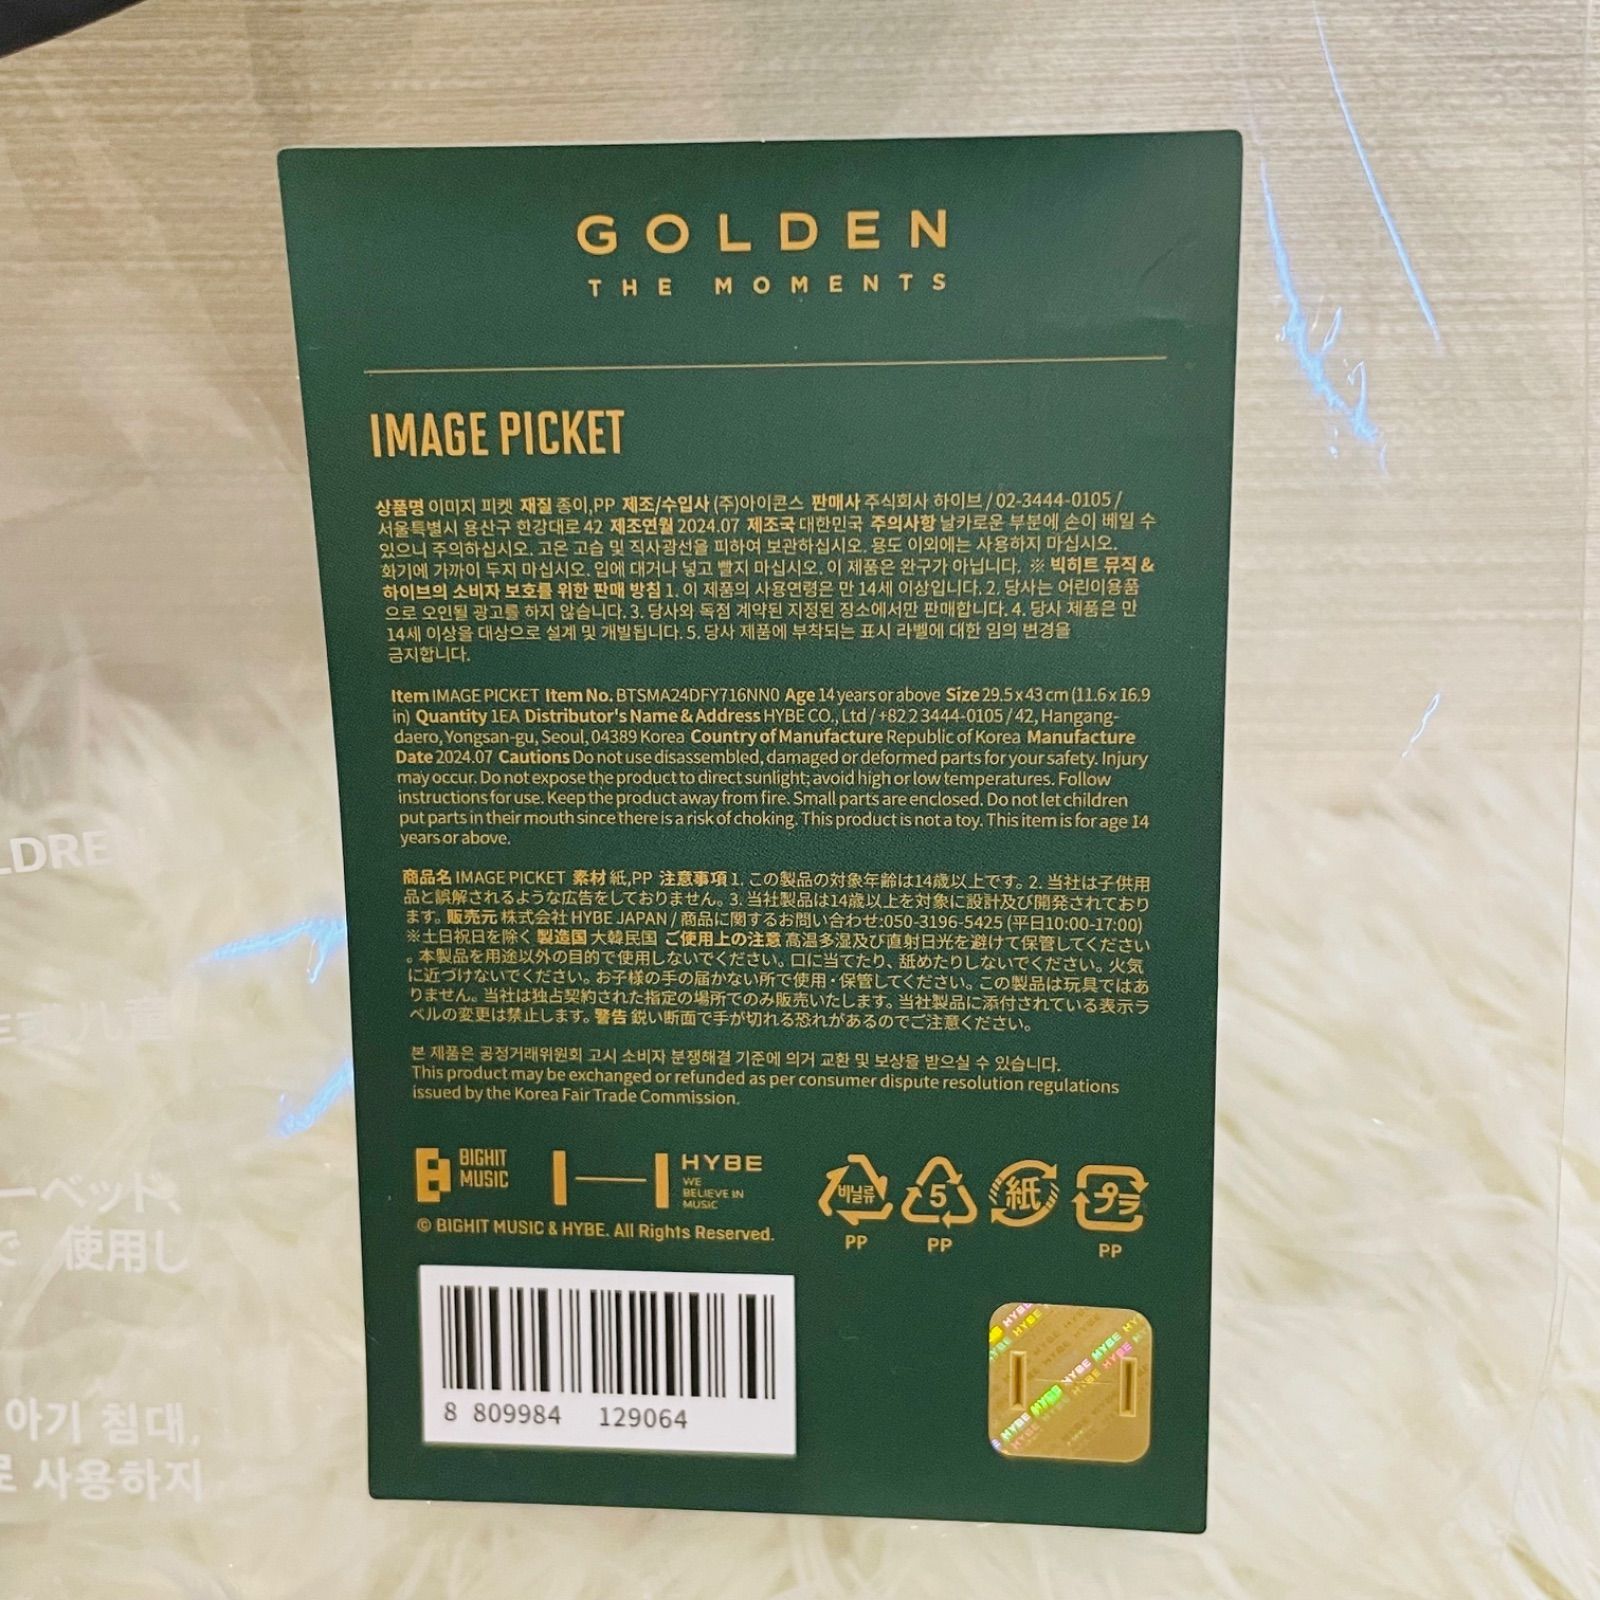 GOLDEN
THE MOMENTS
IMAGE PICKET
상품명 이미지 피켓 재질 종이,PP 제조/수입사 (주)아이콘스 판매사 주식회사 하이브 / 02-3444-0105 /
서울특별시 용산구 한강대로 42 제조연월 2024.07 제조국 대한민국 주의사항 날카로운 부분에 손이 베일 수
있으니 주의하십시오. 고온 고습 및 직사광선을 피하여 보관하십시오. 용도 이외에는 사용하지 마십시오.
화기에 가까이 두지 마십시오. 입에 대거나 넣고 빨지 마십시오. 이 제품은 완구가 아닙니다. ※ 빅히트 뮤직 &
하이브의 소비자 보호를 위한 판매 방침 1. 이 제품의 사용연령은 만 14세 이상입니다. 2. 당사는 어린이용품
으로 오인될 광고를 하지 않습니다. 3. 당사와 독점 계약된 지정된 장소에서만 판매합니다. 4. 당사 제품은 만
14세 이상을 대상으로 설계 및 개발됩니다. 5. 당사 제품에 부착되는 표시 라벨에 대한 임의 변경을
금지합니다.
Item IMAGE PICKET Item No. BTSMA24DFY716NN0 Age 14 years or above Size 29.5 x 43 cm (11.6 x 16.9
in) Quantity 1EA Distributor's Name & Address HYBE CO., Ltd / +82 2 3444-0105 / 42, Hangang-
daero, Yongsan-gu, Seoul, 04389 Korea Country of Manufacture Republic of Korea Manufacture
Date 2024.07 Cautions Do not use disassembled, damaged or deformed parts for your safety. Injury
may occur. Do not expose the product to direct sunlight; avoid high or low temperatures. Follow
instructions for use. Keep the product away from fire. Small parts are enclosed. Do not let children
put parts in their mouth since there is a risk of choking. This product is not a toy. This item is for age 14
years or above.
商品名 IMAGE PICKET 素材 紙,PP 注意事項 1. この製品の対象年齢は14歳以上です。2. 当社は子供用
品と誤解されるような広告をしておりません。3. 当社製品は14歳以上を対象に設計及び開発されており
ます。販売元 株式会社 HYBE JAPAN / 商品に関するお問い合わせ:050-3196-5425 (平日10:00-17:00)
※土日祝日を除く 製造国 大韓民国 ご使用上の注意 高温多湿及び直射日光を避けて保管してください
。本製品を用途以外の目的で使用しないでください。口に当てたり、舐めたりしないでください。火気
に近づけないでください。お子様の手の届かない所で使用・保管してください。この製品は玩具ではあ
りません。当社は独占契約された指定の場所でのみ販売いたします。当社製品に添付されている表示ラ
ベルの変更は禁止します。警告 鋭い断面で手が切れる恐れがあるのでご注意ください。
본 제품은 공정거래위원회 고시 소비자 분쟁해결 기준에 의거 교환 및 보상을 받으실 수 있습니다.
This product may be exchanged or refunded as per consumer dispute resolution regulations
issued by the Korea Fair Trade Commission.
BIGHIT
MUSIC
HYBE
WE
BELIEVE IN
MUSIC
© BIGHIT MUSIC & HYBE. All Rights Reserved.
비닐류
PP
5
PP
紙
プラ
PP
8 809984 129064
HYBE HYBE HYBE
LDRE
ーベッド、
で 使用し
아기 침대,
로 사용하지